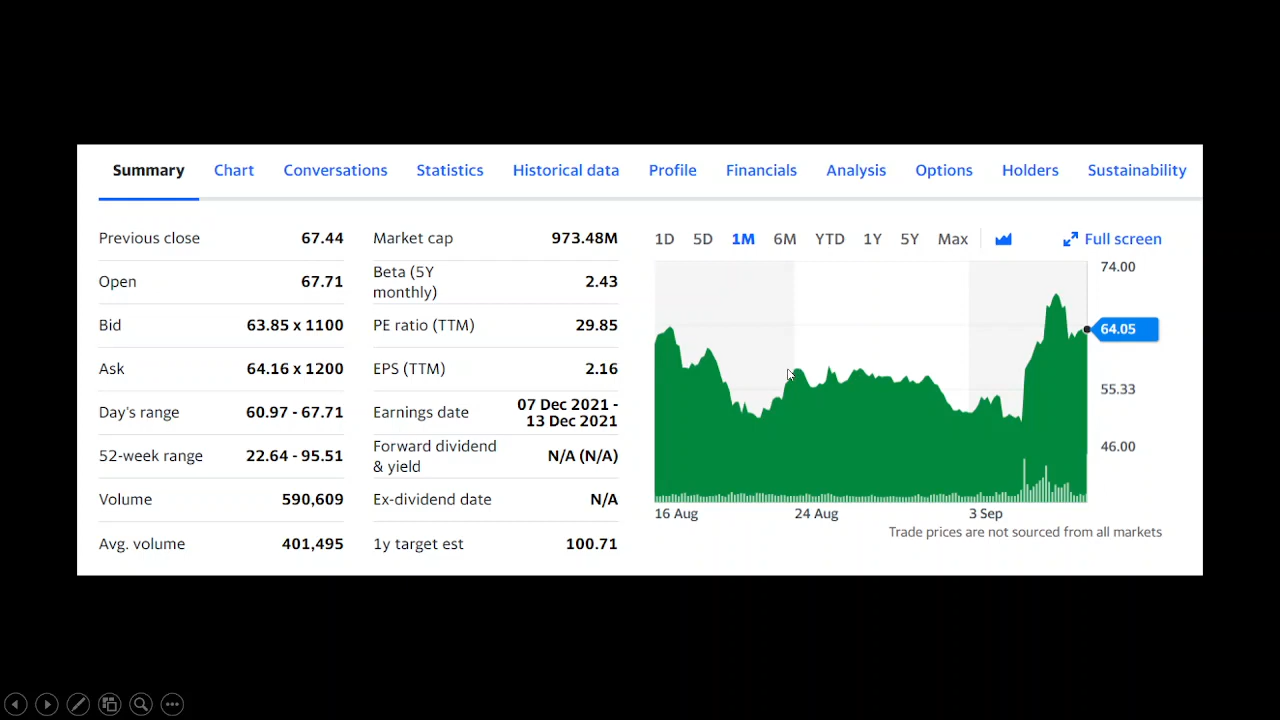 Summary Chart Conversations Statistics Historical data Profile Financials Analysis Options Holders Sustainability
Previous close 67.44
Open 67.71
Bid 63.85 x 1100
Ask 64.16 x 1200
Day's range 60.97 - 67.71
52-week range 22.64 - 95.51
Volume 590,609
Avg. volume 401,495
Market cap 973.48M
Beta (5Y
monthly) 2.43
PE ratio (TTM) 29.85
EPS (TTM) 2.16
Earnings date 07 Dec 2021 -
13 Dec 2021
Forward dividend
& yield N/A (N/A)
Ex-dividend date N/A
1y target est 100.71
1D 5D 1M 6M YTD 1Y 5Y Max Full screen
74.00
64.05
55.33
46.00
16 Aug 24 Aug 3 Sep
Trade prices are not sourced from all markets